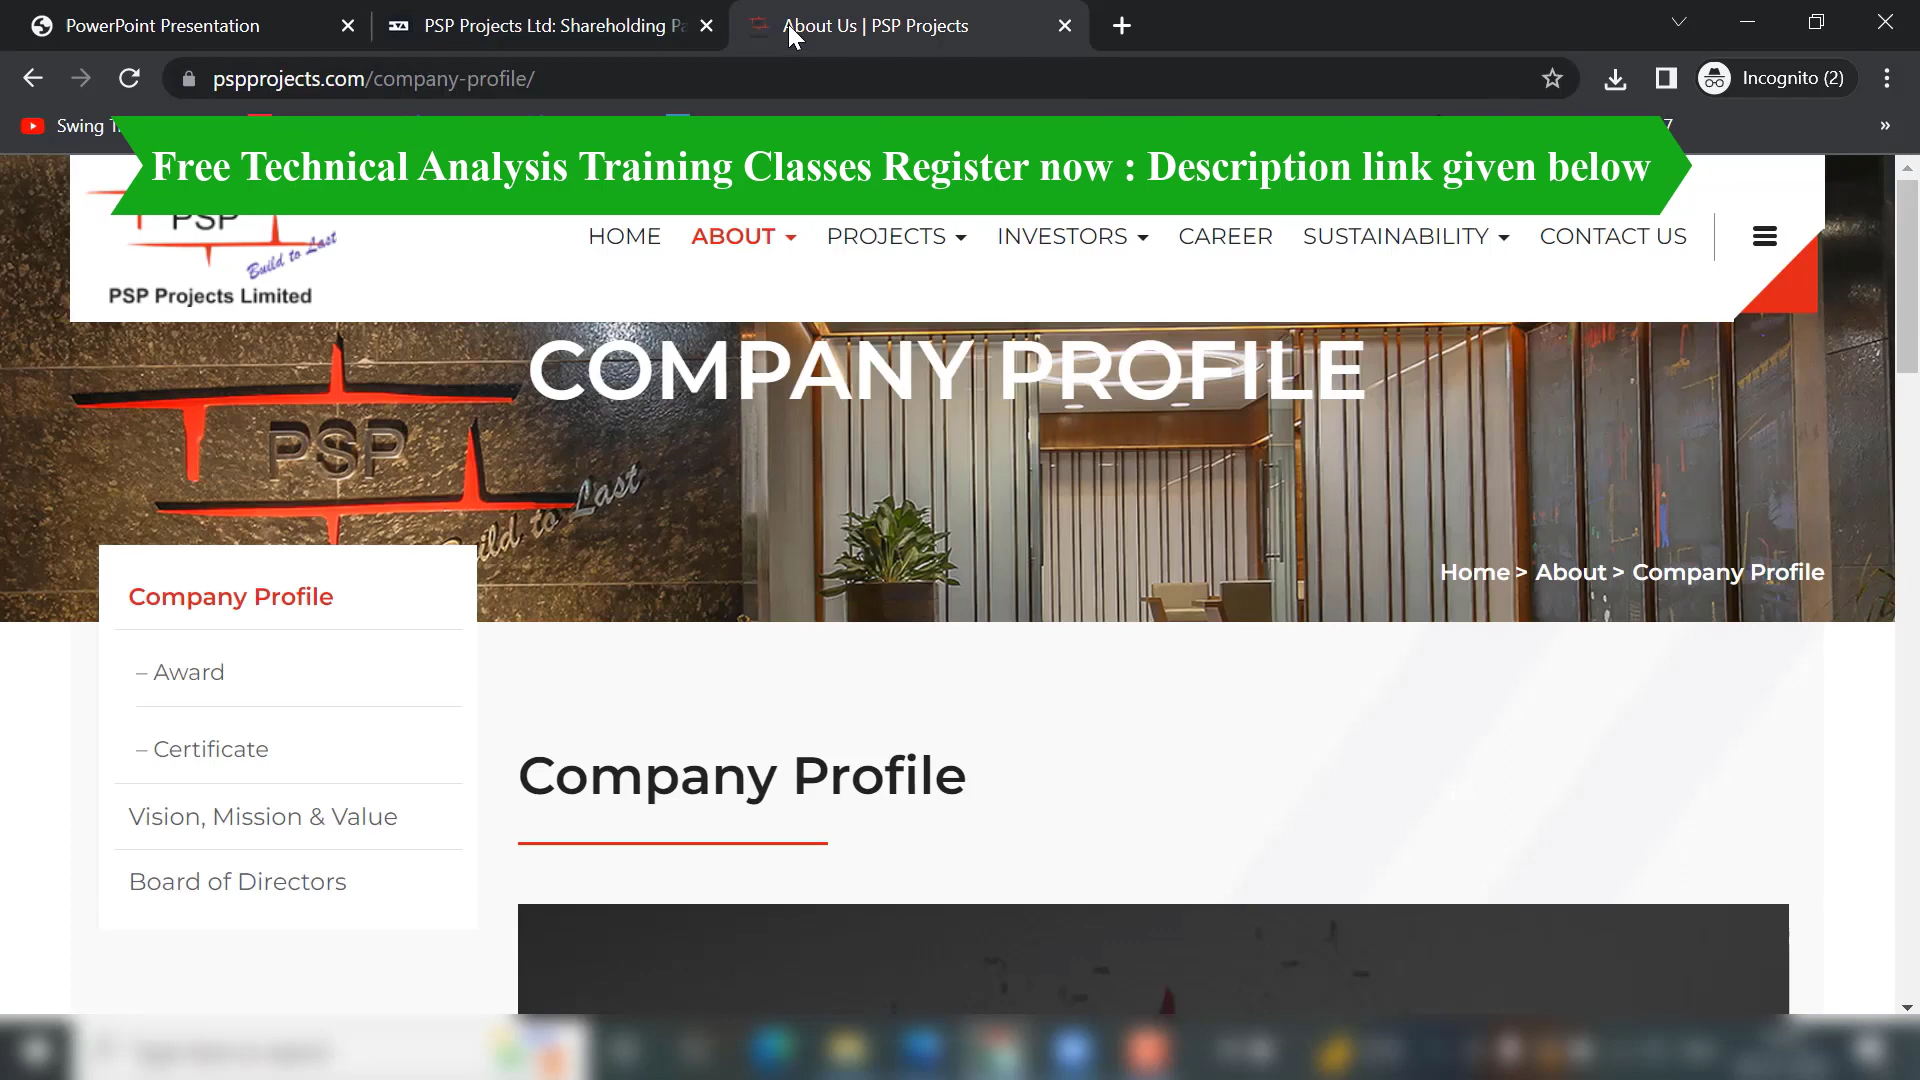 PowerPoint Presentation
PSP Projects Ltd: Shareholding Pa
About Us | PSP Projects
pspprojects.com/company-profile/
Incognito (2)
Swing
Free Technical Analysis Training Classes Register now : Description link given below
PSP
Build to Last
PSP Projects Limited
HOME
ABOUT
PROJECTS
INVESTORS
CAREER
SUSTAINABILITY
CONTACT US
COMPANY PROFILE
PSP
Build to Last
Home > About > Company Profile
Company Profile
– Award
– Certificate
Vision, Mission & Value
Board of Directors
Company Profile